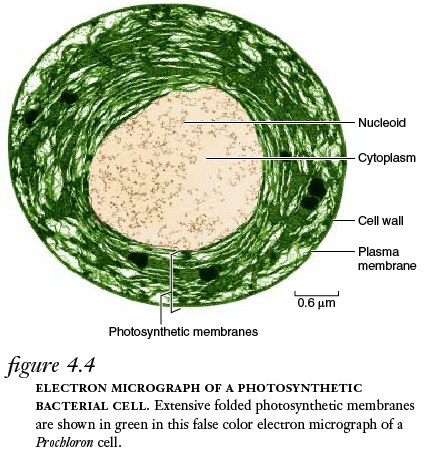 Nucleoid
Cytoplasm
Cell wall
Plasma
membrane
0.6 μm
Photosynthetic membranes
figure 4.4
ELECTRON MICROGRAPH OF A PHOTOSYNTHETIC
BACTERIAL CELL. Extensive folded photosynthetic membranes
are shown in green in this false color electron micrograph of a
Prochloron cell.